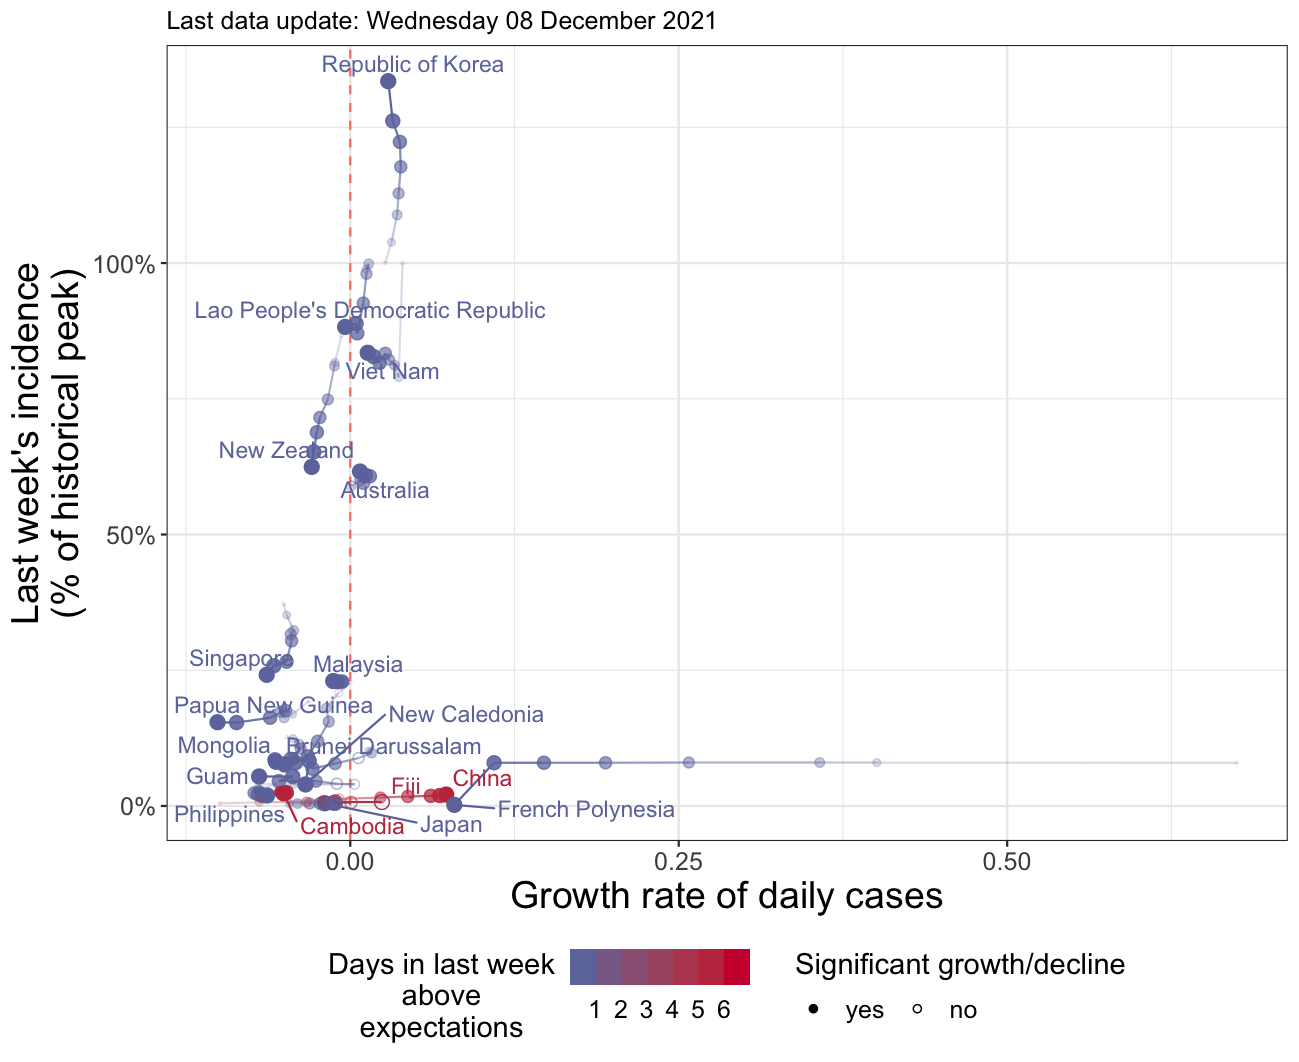 Last data update: Wednesday 08 December 2021
Republic of Korea
100%
Lao People's Democratic Republic
Viet Nam
New Zealand
Australia
50%
Singapore
Malaysia
Papua New Guinea
New Caledonia
Mongolia
Brunei Darussalam
Guam
China
Fiji
0%
French Polynesia
Philippines
Cambodia
Japan
0.00
0.25
0.50
Last week's incidence
(% of historical peak)
Growth rate of daily cases
Days in last week
above
expectations
1 2 3 4 5 6
Significant growth/decline
yes
no